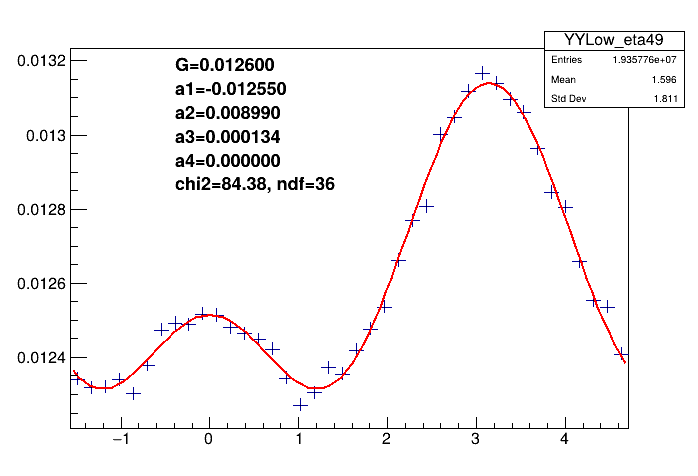 YYLow_eta49
Entries 1.935776e+07
Mean 1.596
Std Dev 1.811
G=0.012600
a1=-0.012550
a2=0.008990
a3=0.000134
a4=0.000000
chi2=84.38, ndf=36
0.0132
0.013
0.0128
0.0126
0.0124
−1 0 1 2 3 4